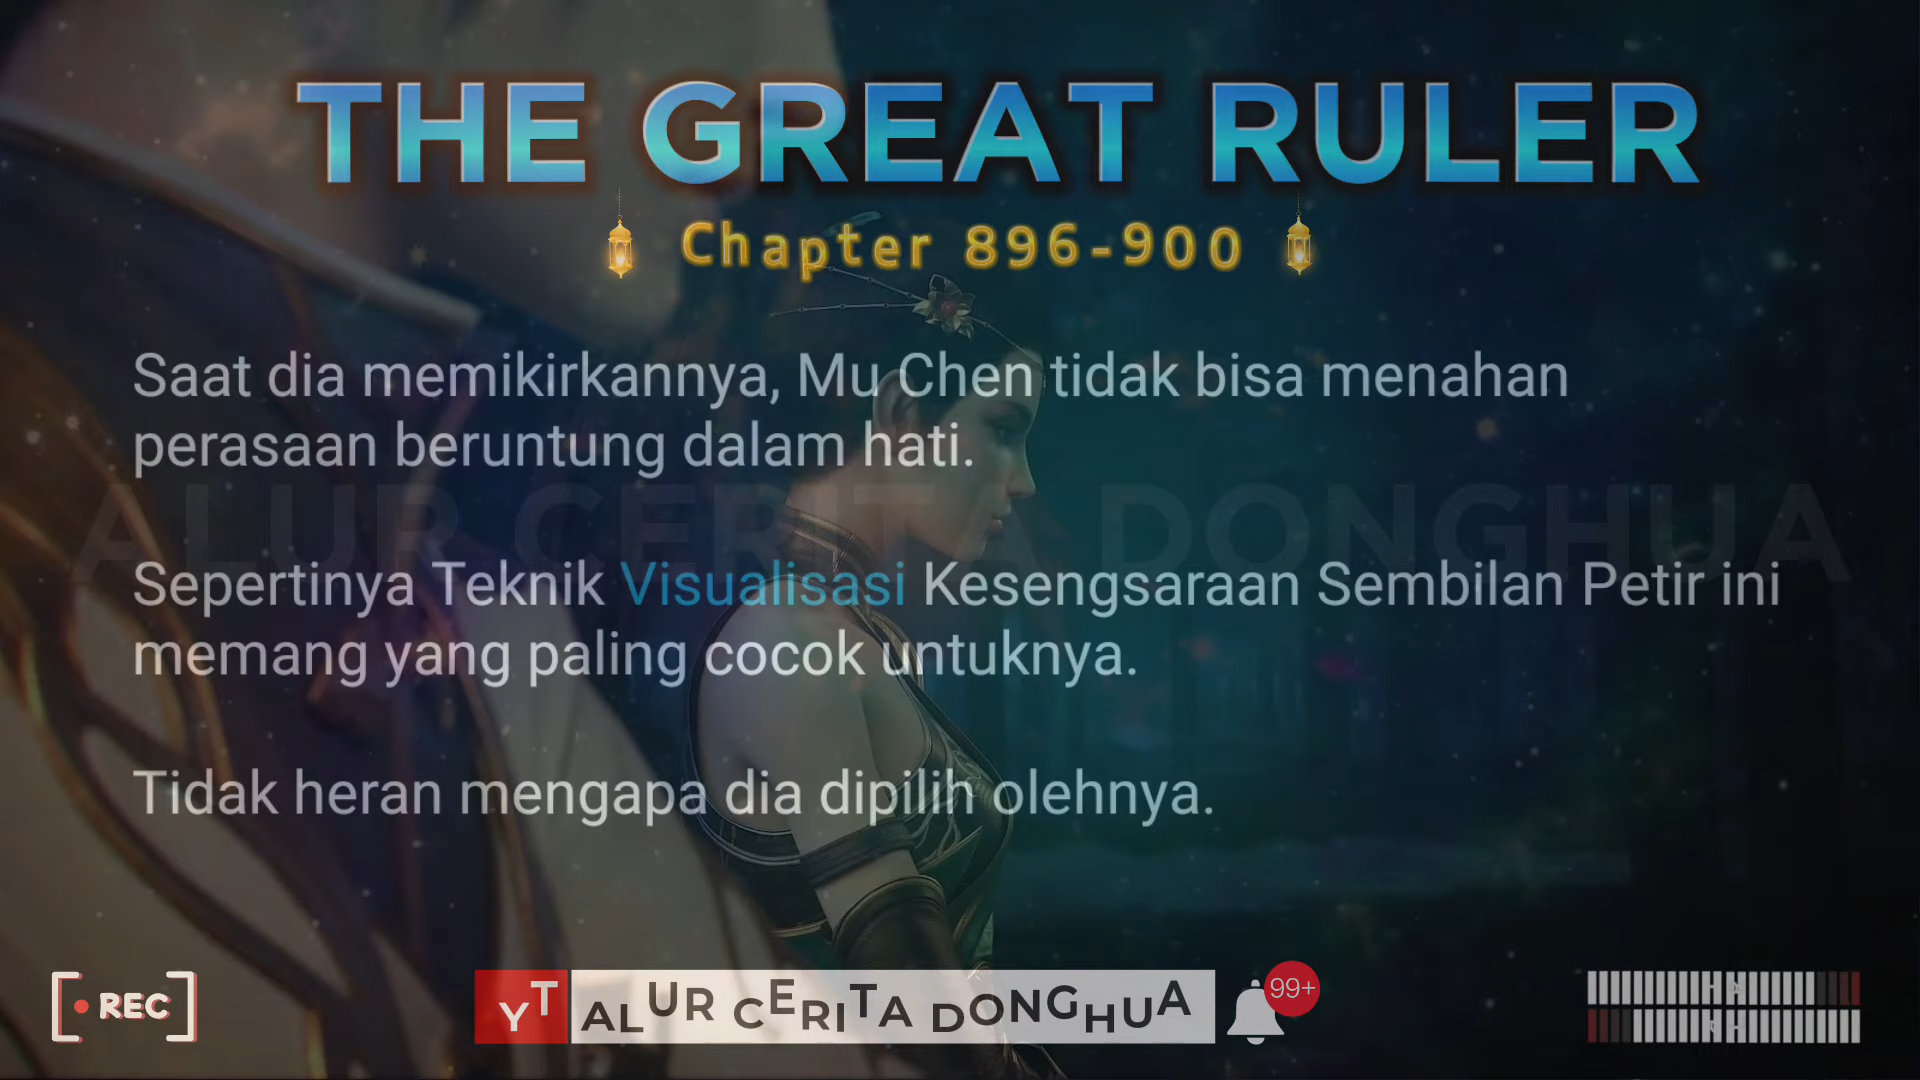 THE GREAT RULER
Chapter 896-900
Saat dia memikirkannya, Mu Chen tidak bisa menahan
perasaan beruntung dalam hati.
ALUR CERITA DONGHUA
Sepertinya Teknik Visualisasi Kesengsaraan Sembilan Petir ini
memang yang paling cocok untuknya.
Tidak heran mengapa dia dipilih olehnya.
REC
YT ALUR CERITA DONGHUA
99+